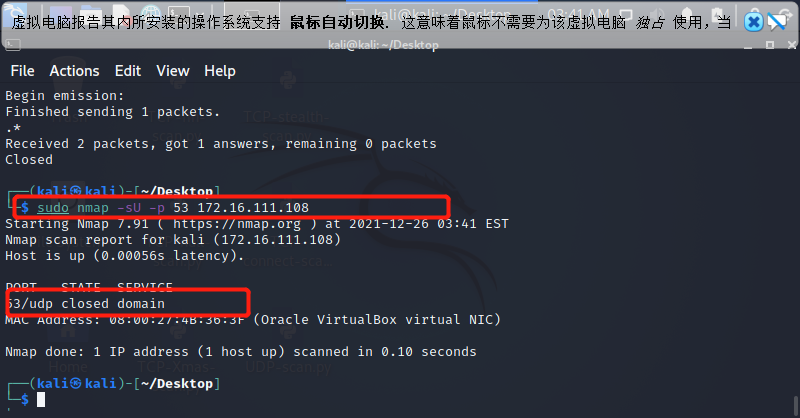 虚拟电脑报告其内所安装的操作系统支持 鼠标自动切换. 这意味着鼠标不需要为该虚拟电脑 独占 使用，当
kali@kali: ~/Desktop
File Actions Edit View Help
Begin emission:
Finished sending 1 packets.
.*
Received 2 packets, got 1 answers, remaining 0 packets
Closed
┌──(kali㉿kali)-[~/Desktop]
└─$ sudo nmap -sU -p 53 172.16.111.108
Starting Nmap 7.91 ( https://nmap.org ) at 2021-12-26 03:41 EST
Nmap scan report for kali (172.16.111.108)
Host is up (0.00056s latency).
PORT STATE SERVICE
53/udp closed domain
MAC Address: 08:00:27:4B:36:3F (Oracle VirtualBox virtual NIC)
Nmap done: 1 IP address (1 host up) scanned in 0.10 seconds
┌──(kali㉿kali)-[~/Desktop]
└─$